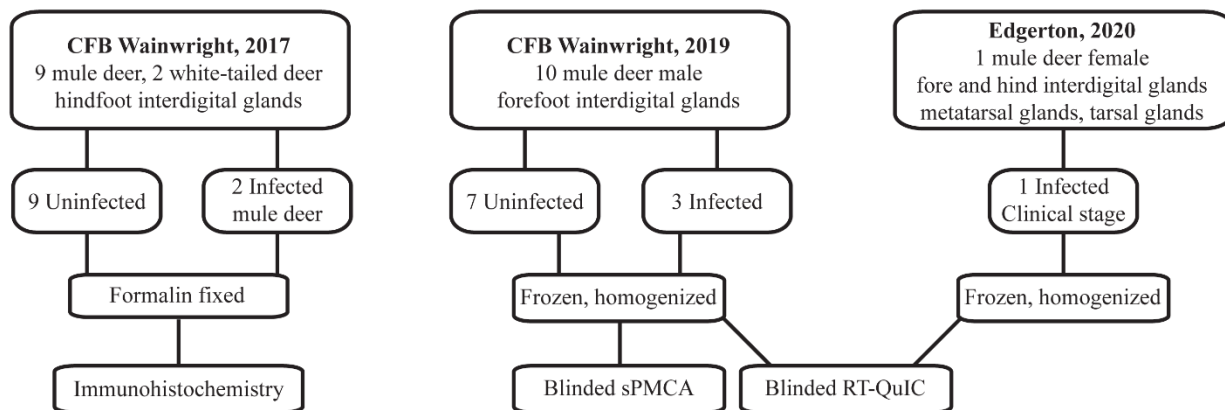 CFB Wainwright, 2017
9 mule deer, 2 white-tailed deer
hindfoot interdigital glands
CFB Wainwright, 2019
10 mule deer male
forefoot interdigital glands
Edgerton, 2020
1 mule deer female
fore and hind interdigital glands
metatarsal glands, tarsal glands
9 Uninfected
2 Infected
mule deer
7 Uninfected
3 Infected
1 Infected
Clinical stage
Formalin fixed
Frozen, homogenized
Frozen, homogenized
Immunohistochemistry
Blinded sPMCA
Blinded RT-QuIC